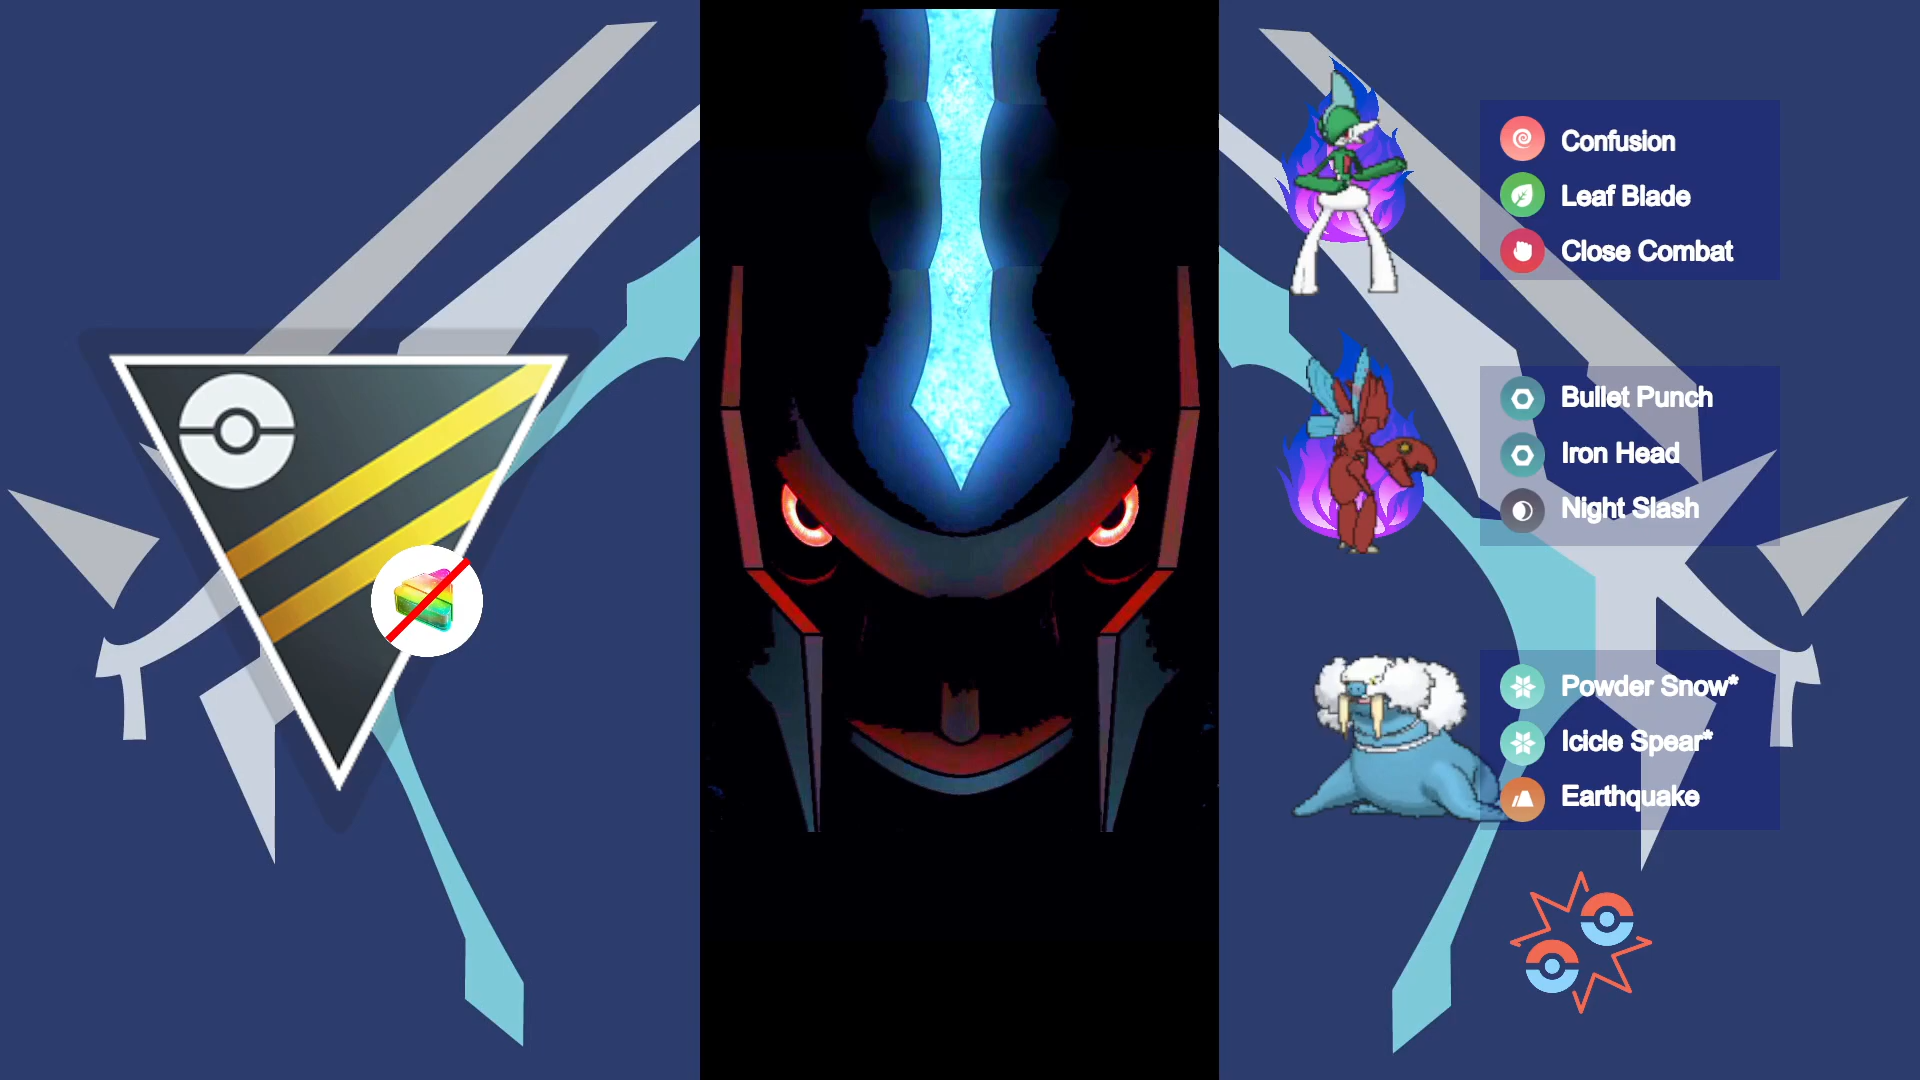 Confusion
Leaf Blade
Close Combat
Bullet Punch
Iron Head
Night Slash
Powder Snow*
Icicle Spear*
Earthquake